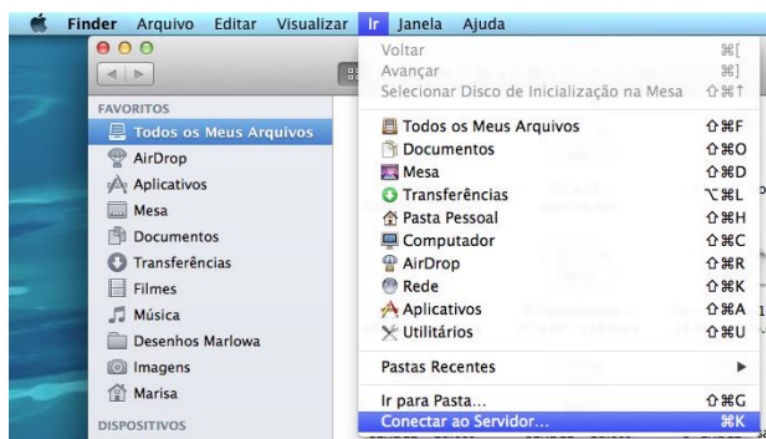 Finder Arquivo Editar Visualizar Ir Janela Ajuda
FAVORITOS
Todos os Meus Arquivos
AirDrop
Aplicativos
Mesa
Documentos
Transferências
Filmes
Música
Desenhos Marlowa
Imagens
Marisa
DISPOSITIVOS
Voltar ⌘[
Avançar ⌘]
Selecionar Disco de Inicialização na Mesa ⇧⌘↑
Todos os Meus Arquivos ⇧⌘F
Documentos ⇧⌘O
Mesa ⇧⌘D
Transferências ⌥⌘L
Pasta Pessoal ⇧⌘H
Computador ⇧⌘C
AirDrop ⇧⌘R
Rede ⇧⌘K
Aplicativos ⇧⌘A
Utilitários ⇧⌘U
Pastas Recentes ▶
Ir para Pasta... ⇧⌘G
Conectar ao Servidor... ⌘K